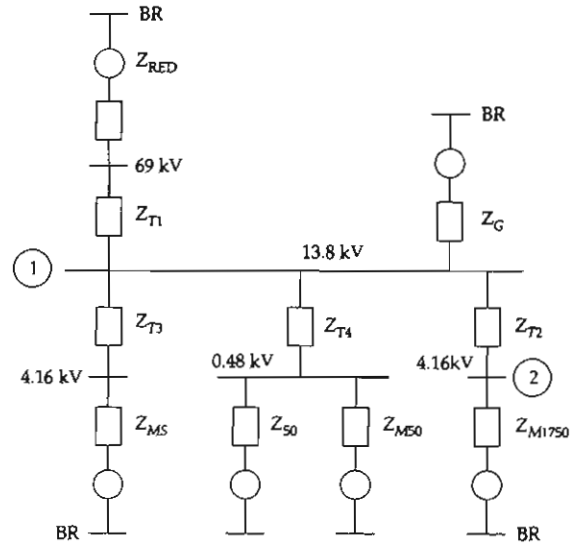 BR
Z_RED
BR
69 kV
Z_T1
Z_G
13.8 kV
1
Z_T3
Z_T4
Z_T2
0.48 kV
4.16 kV
4.16kV
2
Z_MS
Z_50
Z_M50
Z_M1750
BR
BR